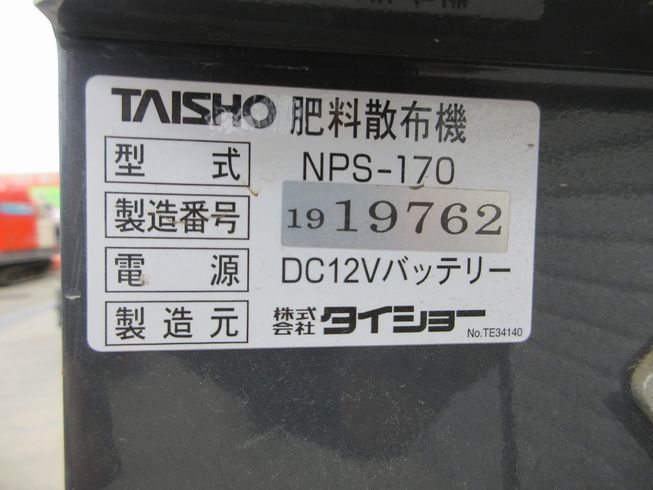 TAISHO 肥料散布機
型式 NPS-170
製造番号 19 19762
電源 DC12Vバッテリー
製造元 株式会社 タイショー
No.TE34140